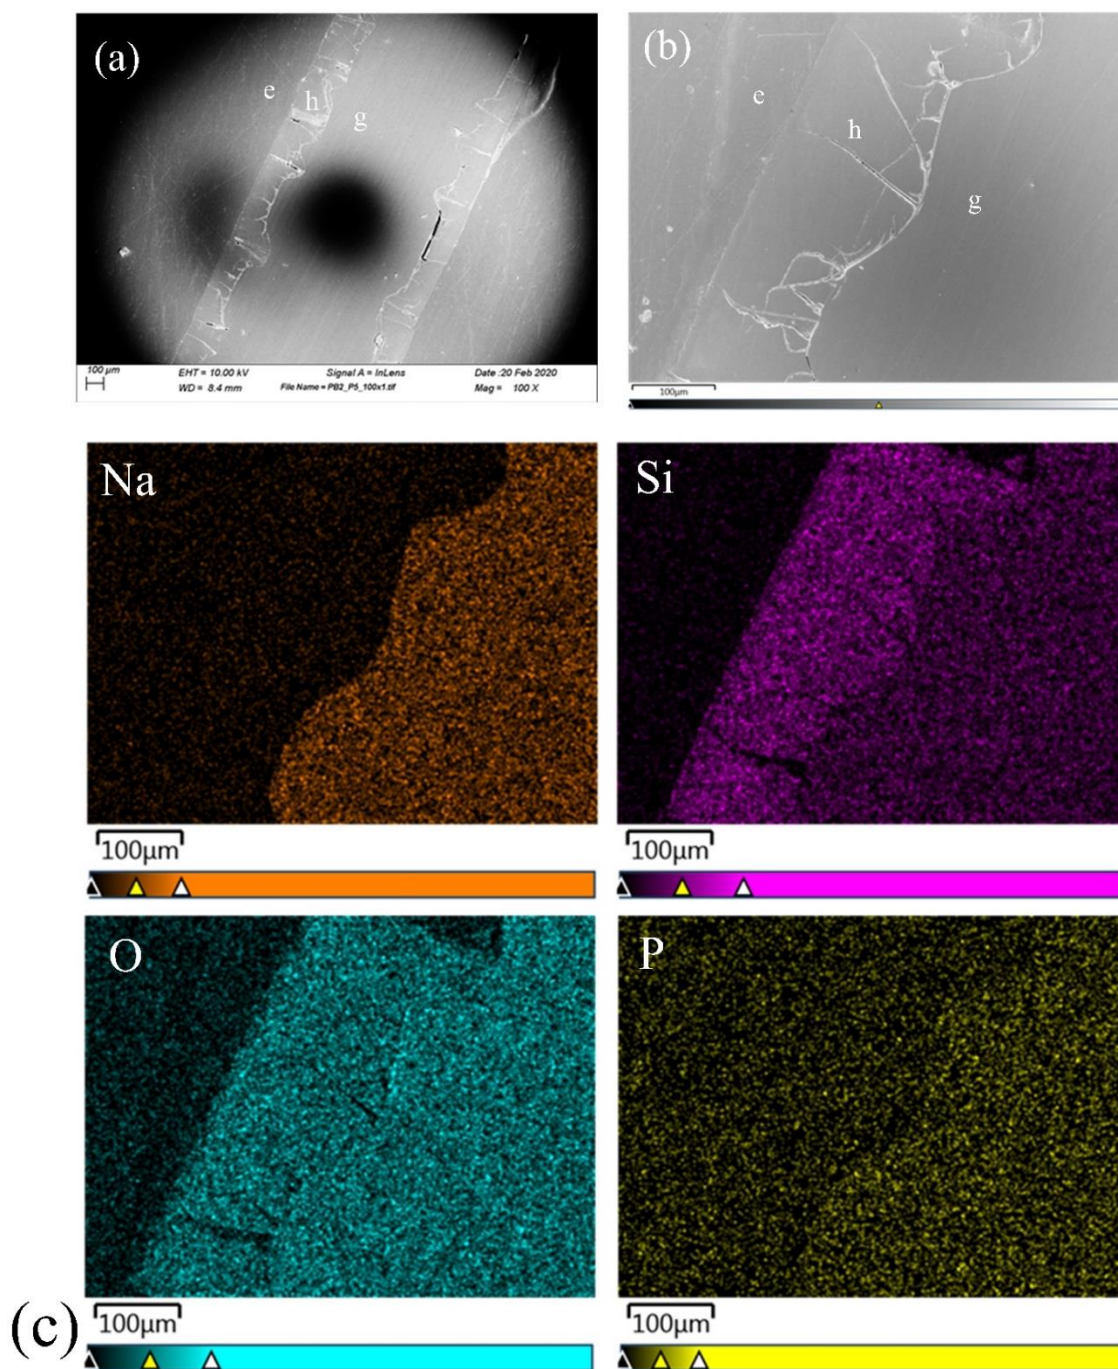 (a)
e
h
g
100 µm
EHT = 10.00 kV
Signal A = InLens
Date :20 Feb 2020
WD = 8.4 mm
File Name = PB2_P5_100x1.tif
Mag = 100 X
(b)
e
h
g
100µm
Na
100µm
Si
100µm
O
100µm
P
100µm
(c)